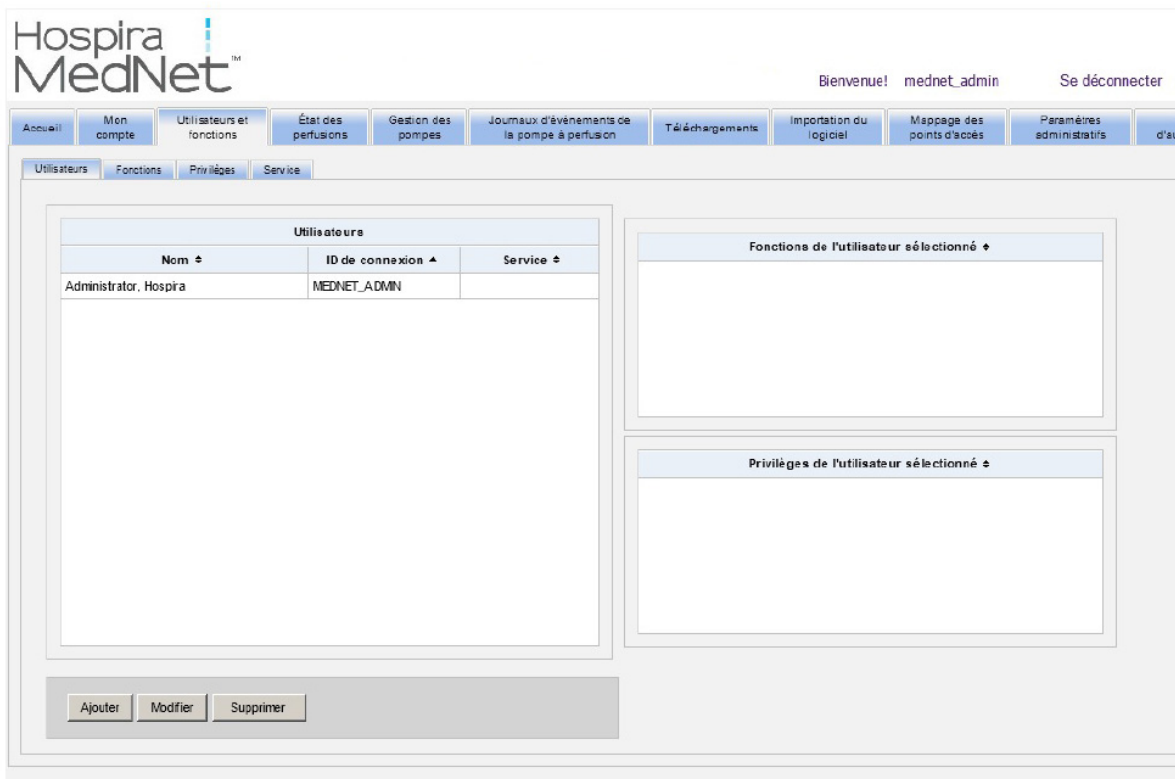 Hospira
MedNet™
Bienvenue! mednet_admin Se déconnecter
Accueil
Mon
compte
Utilisateurs et
fonctions
État des
perfusions
Gestion des
pompes
Journaux d'événements de
la pompe à perfusion
Téléchargements
Importation du
logiciel
Mappage des
points d'accès
Paramètres
administratifs
Utilisateurs Fonctions Privilèges Service
Utilisateurs
Nom ID de connexion Service
Administrator, Hospira MEDNET_ADMIN
Fonctions de l'utilisateur sélectionné
Privilèges de l'utilisateur sélectionné
Ajouter Modifier Supprimer